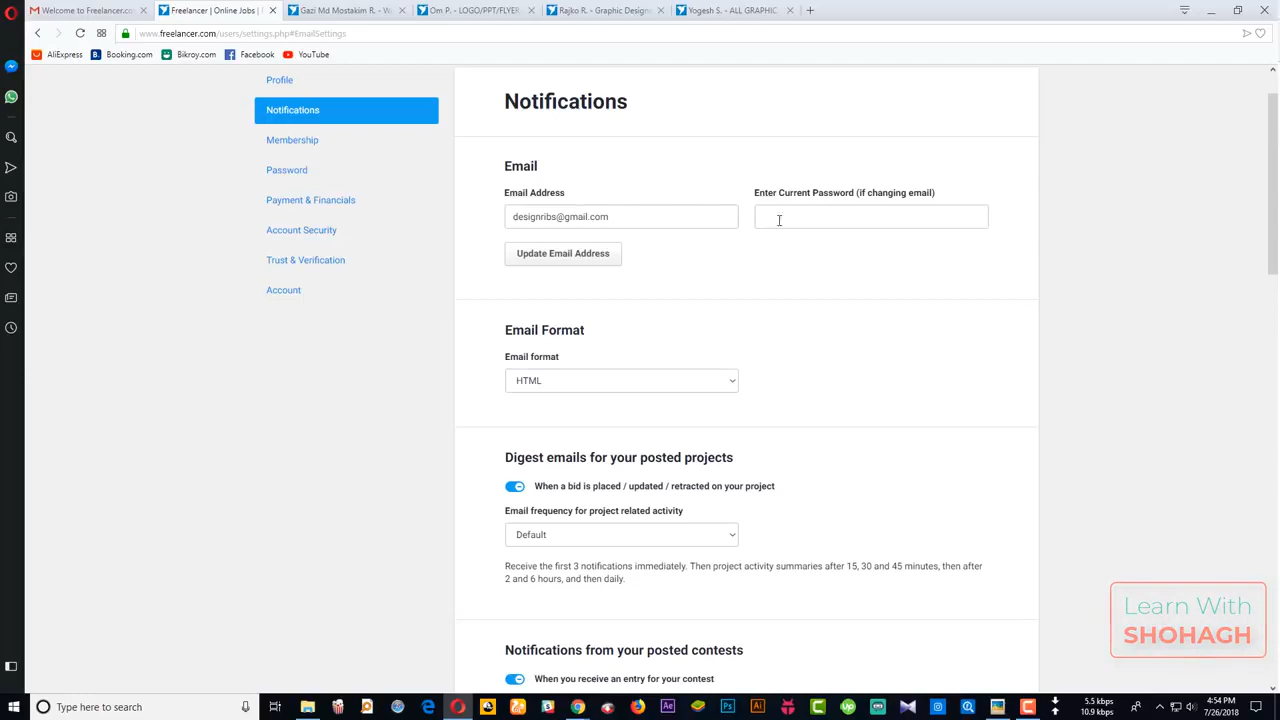 Welcome to Freelancer.co
Freelancer | Online Jobs |
Gazi Md Mostakim R. - W
Om P. - LOGO/PPT/FLYER
Rajko R. - Graphic Design
Yogesh S. - ALL GRAPHIC
www.freelancer.com/users/settings.php#EmailSettings
AliExpress
Booking.com
Bikroy.com
Facebook
YouTube
Profile
Notifications
Membership
Password
Payment & Financials
Account Security
Trust & Verification
Account
Notifications
Email
Email Address
Enter Current Password (if changing email)
designribs@gmail.com
Update Email Address
Email Format
Email format
HTML
Digest emails for your posted projects
When a bid is placed / updated / retracted on your project
Email frequency for project related activity
Default
Receive the first 3 notifications immediately. Then project activity summaries after 15, 30 and 45 minutes, then after
2 and 6 hours, and then daily.
Notifications from your posted contests
When you receive an entry for your contest
Learn With
SHOHAGH
Type here to search
5.5 kbps
10.9 kbps
4:54 PM
7/26/2018